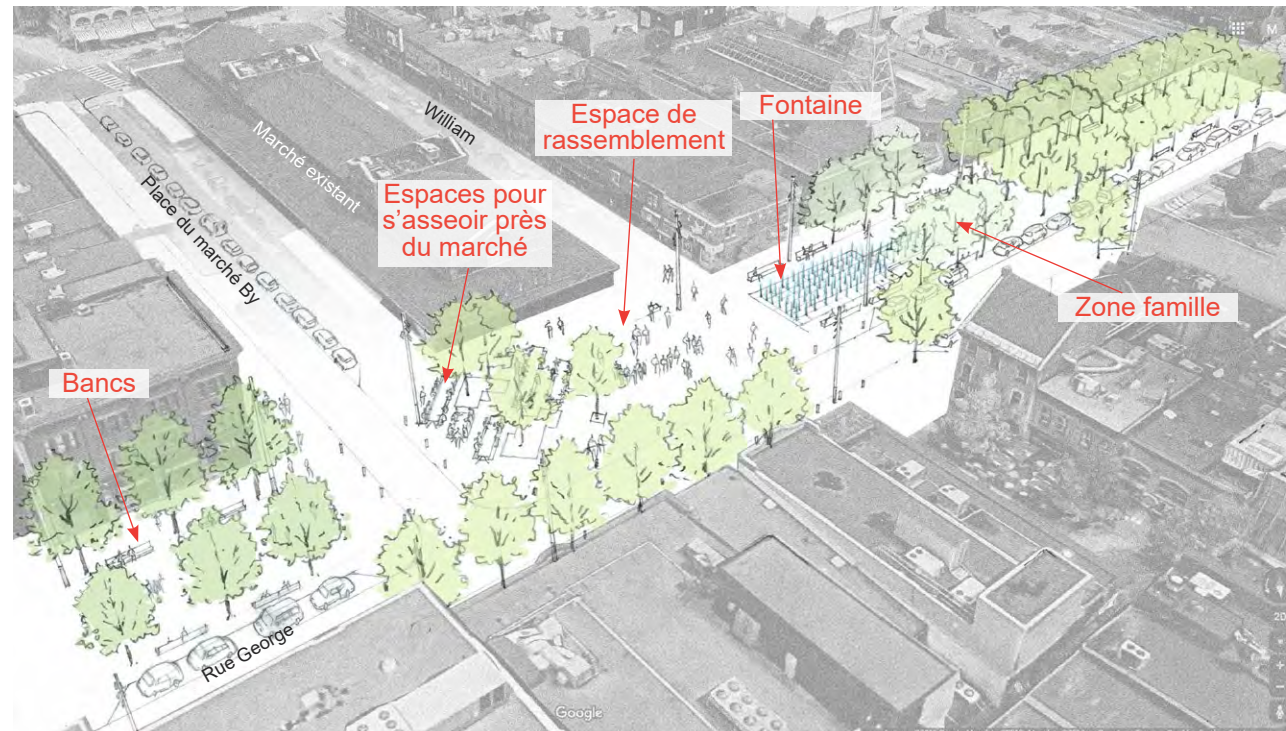 Fontaine
Espace de
rassemblement
William
Marché existant
Espaces pour
s'asseoir près
du marché
Place du marché By
Zone famille
Bancs
Rue George
Google
M
2D